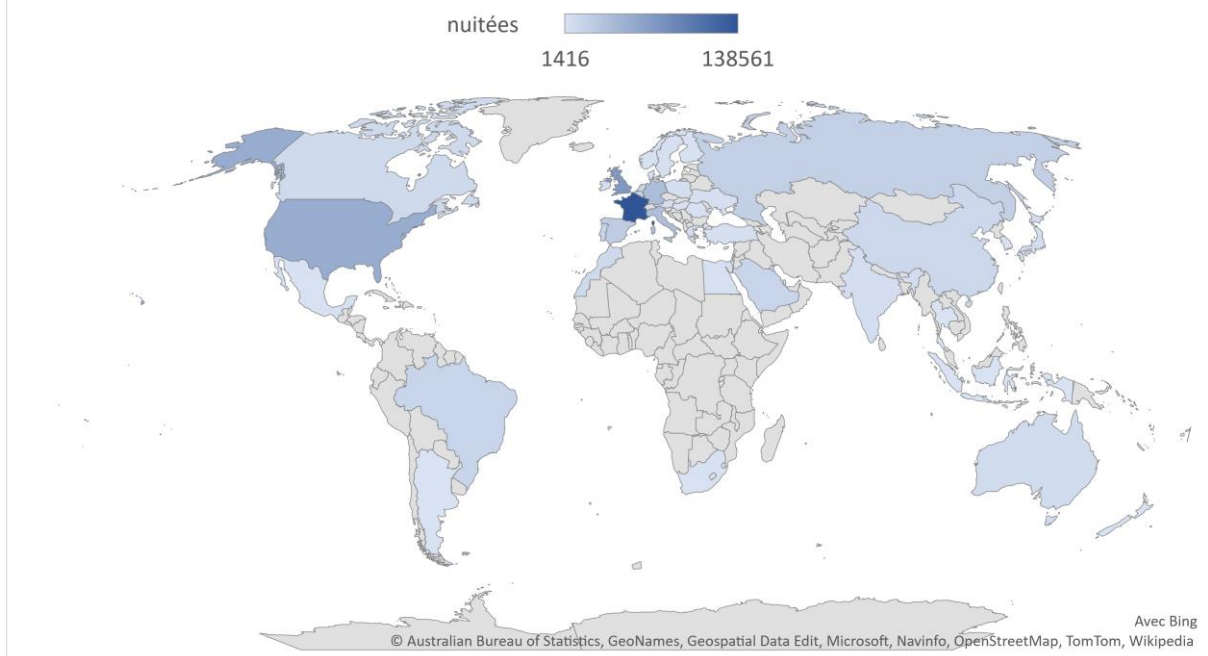 nuitées
1416 138561
Avec Bing
© Australian Bureau of Statistics, GeoNames, Geospatial Data Edit, Microsoft, Navinfo, OpenStreetMap, TomTom, Wikipedia